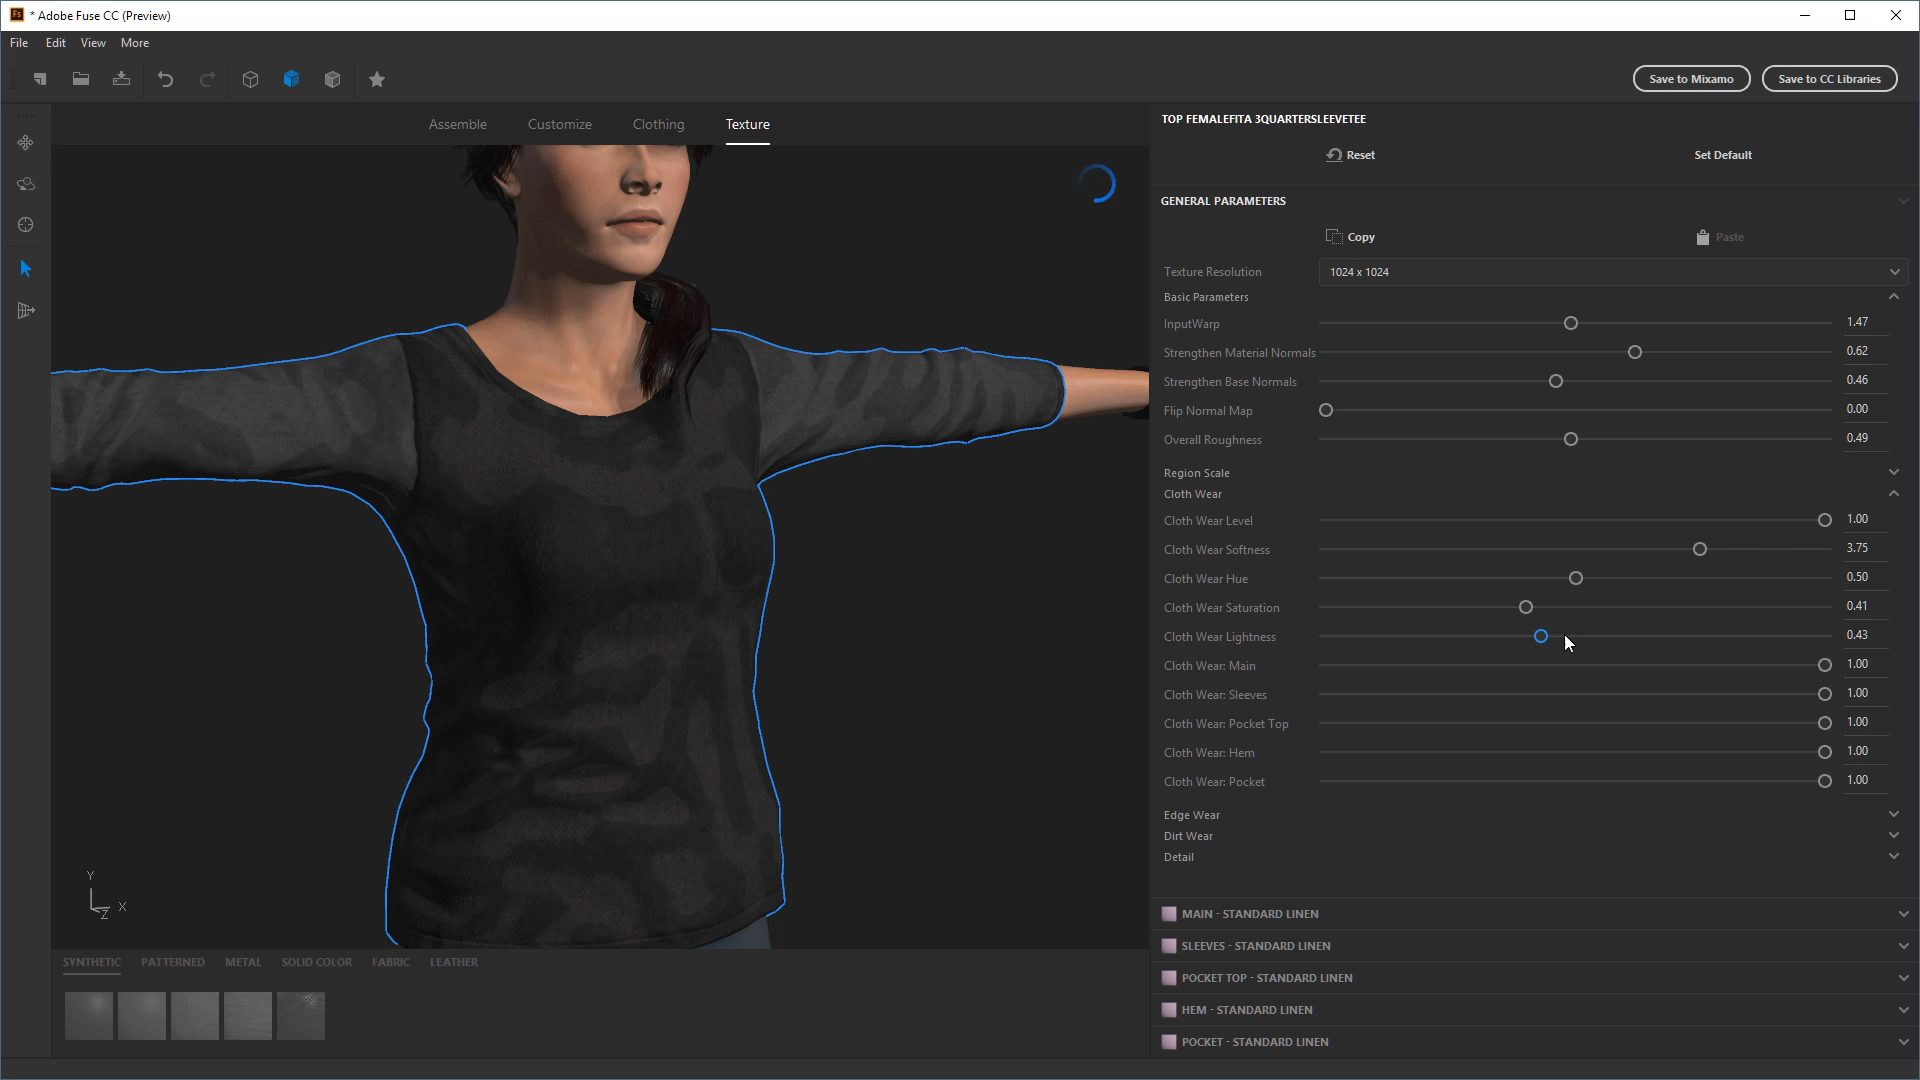 Fs * Adobe Fuse CC (Preview)
File Edit View More
Save to Mixamo Save to CC Libraries
Assemble Customize Clothing Texture
TOP FEMALEFITA 3QUARTERSLEEVETEE
Reset Set Default
GENERAL PARAMETERS
Copy Paste
Texture Resolution 1024 x 1024
Basic Parameters
InputWarp 1.47
Strengthen Material Normals 0.62
Strengthen Base Normals 0.46
Flip Normal Map 0.00
Overall Roughness 0.49
Region Scale
Cloth Wear
Cloth Wear Level 1.00
Cloth Wear Softness 3.75
Cloth Wear Hue 0.50
Cloth Wear Saturation 0.41
Cloth Wear Lightness 0.43
Cloth Wear: Main 1.00
Cloth Wear: Sleeves 1.00
Cloth Wear: Pocket Top 1.00
Cloth Wear: Hem 1.00
Cloth Wear: Pocket 1.00
Edge Wear
Dirt Wear
Detail
MAIN - STANDARD LINEN
SLEEVES - STANDARD LINEN
POCKET TOP - STANDARD LINEN
HEM - STANDARD LINEN
POCKET - STANDARD LINEN
Y
X
Z
SYNTHETIC PATTERNED METAL SOLID COLOR FABRIC LEATHER